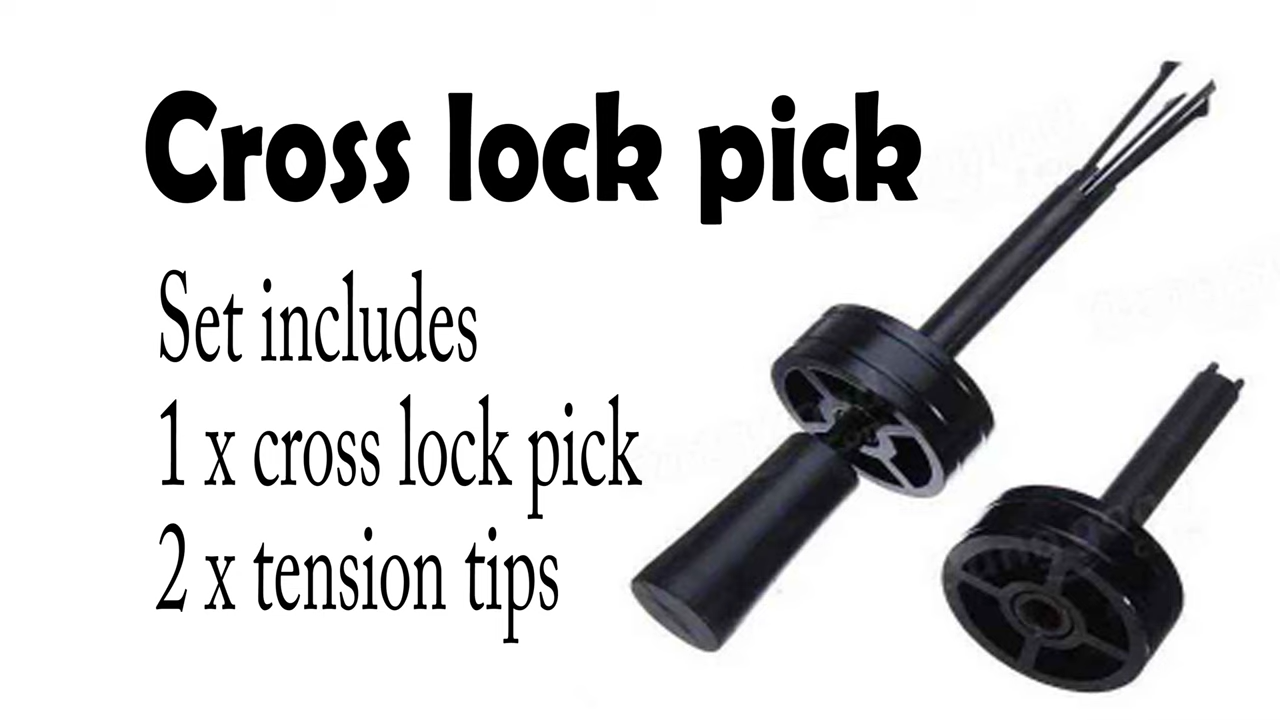 Cross lock pick
Set includes
1 x cross lock pick
2 x tension tips